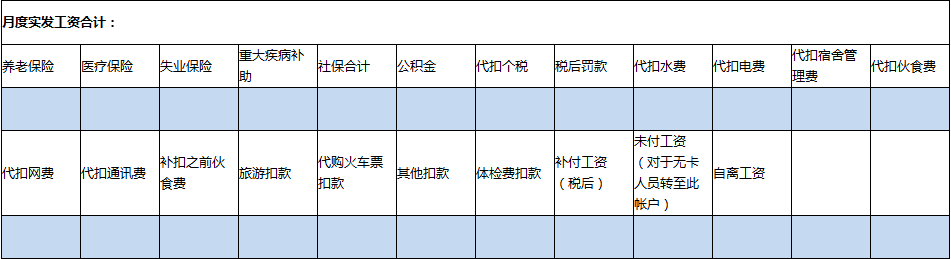 月度实发工资合计：
养老保险
医疗保险
失业保险
重大疾病补
助
社保合计
公积金
代扣个税
税后罚款
代扣水费
代扣电费
代扣宿舍管
理费
代扣伙食费
代扣网费
代扣通讯费
补扣之前伙
食费
旅游扣款
代购火车票
扣款
其他扣款
体检费扣款
补付工资
（税后）
未付工资
（对于无卡
人员转至此
帐户）
自离工资